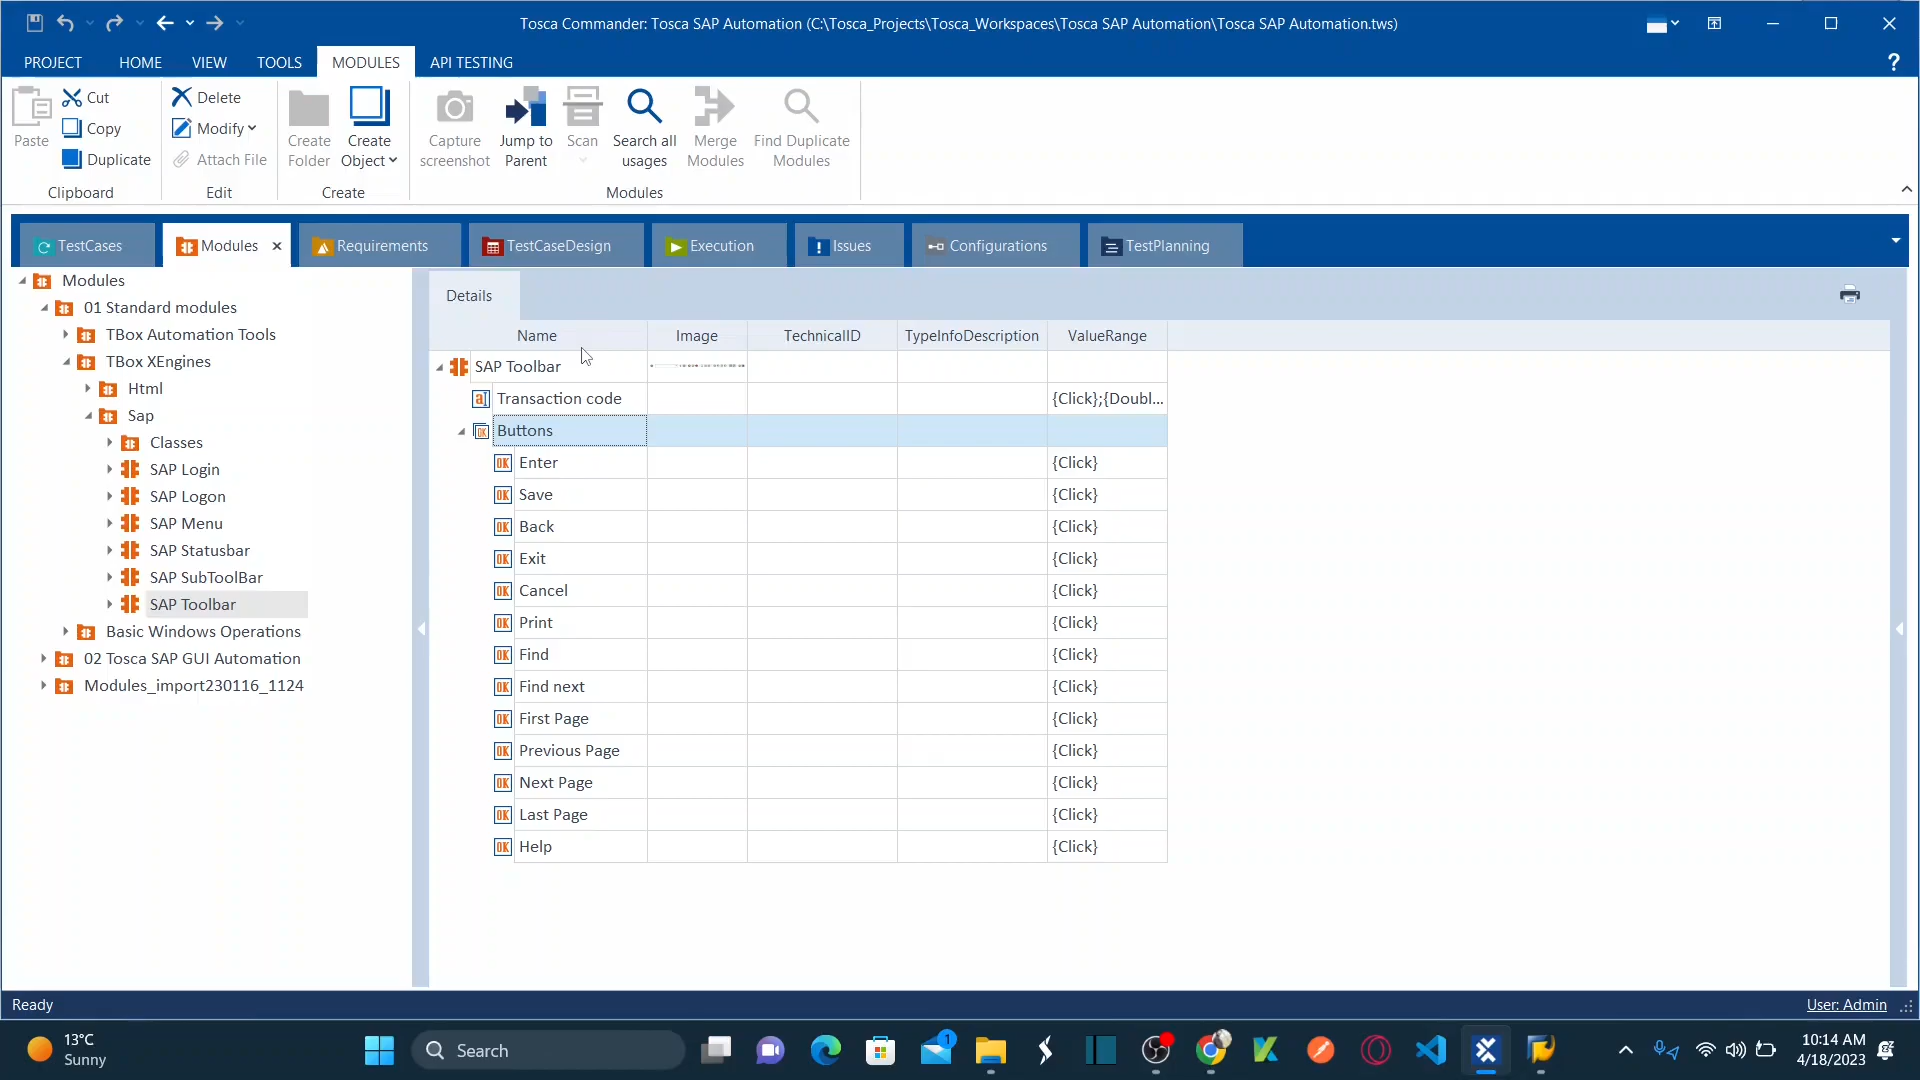 Tosca Commander: Tosca SAP Automation (C:\Tosca_Projects\Tosca_Workspaces\Tosca SAP Automation\Tosca SAP Automation.tws)
PROJECT HOME VIEW TOOLS MODULES API TESTING
?
Paste
Cut
Copy
Duplicate
Clipboard
Delete
Modify
Attach File
Edit
Create Folder
Create Object
Create
Capture screenshot
Jump to Parent
Scan
Search all usages
Merge Modules
Find Duplicate Modules
Modules
TestCases Modules Requirements TestCaseDesign Execution Issues Configurations TestPlanning
Modules
01 Standard modules
TBox Automation Tools
TBox XEngines
Html
Sap
Classes
SAP Login
SAP Logon
SAP Menu
SAP Statusbar
SAP SubToolBar
SAP Toolbar
Basic Windows Operations
02 Tosca SAP GUI Automation
Modules_import230116_1124
Details
Name Image TechnicalID TypeInfoDescription ValueRange
SAP Toolbar
Transaction code {Click};{Doubl...
Buttons
Enter {Click}
Save {Click}
Back {Click}
Exit {Click}
Cancel {Click}
Print {Click}
Find {Click}
Find next {Click}
First Page {Click}
Previous Page {Click}
Next Page {Click}
Last Page {Click}
Help {Click}
Ready
User: Admin
13°C
Sunny
Search
1
10:14 AM
4/18/2023